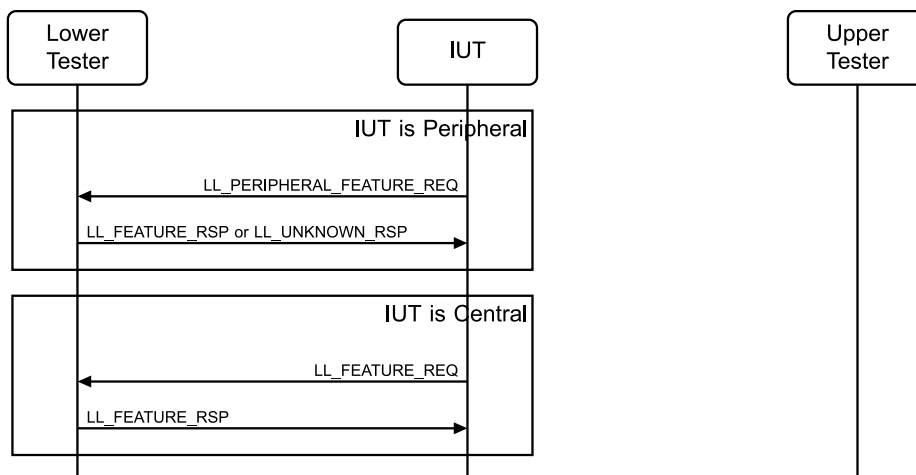 Lower
Tester
IUT
Upper
Tester
IUT is Peripheral
LL_PERIPHERAL_FEATURE_REQ
LL_FEATURE_RSP or LL_UNKNOWN_RSP
IUT is Central
LL_FEATURE_REQ
LL_FEATURE_RSP